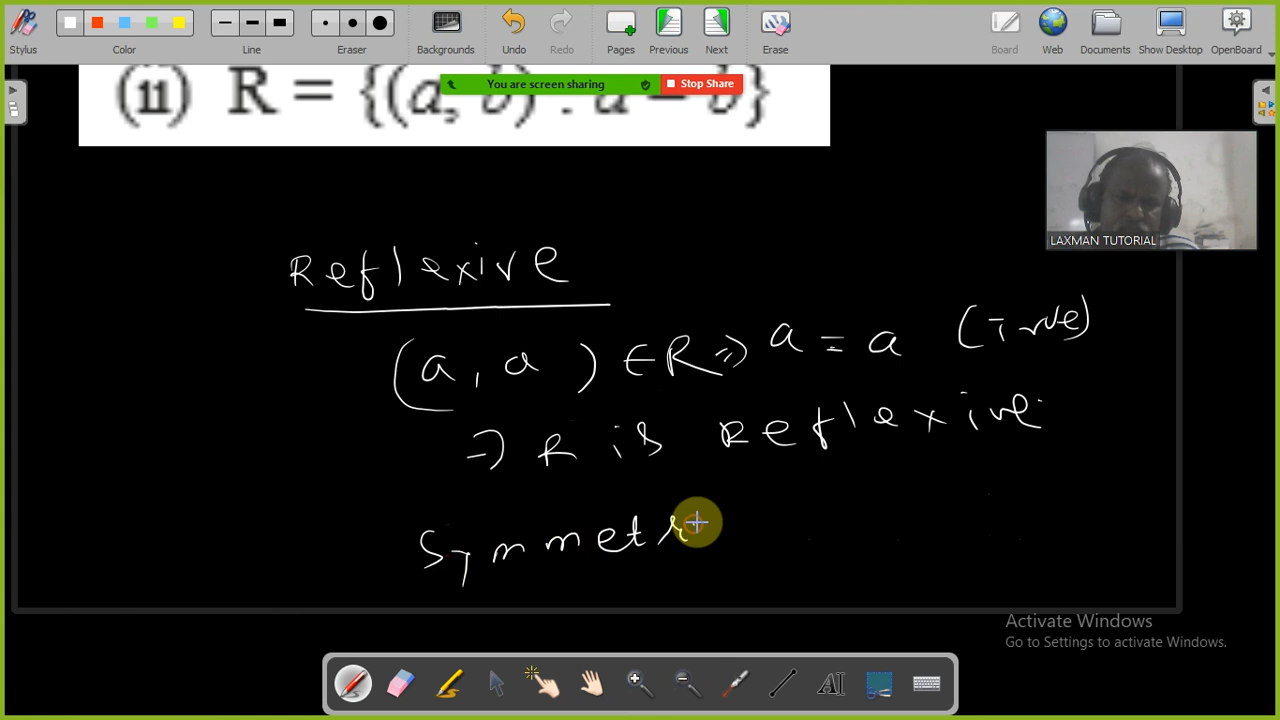 Stylus
Color
Line
Eraser
Backgrounds
Undo
Redo
Pages
Previous
Next
Erase
Board
Web
Documents
Show Desktop
OpenBoard
You are screen sharing
Stop Share
(ii) R = {(a, b) : a = b}
LAXMAN TUTORIAL
Reflexive
(a, a) ∈ R => a = a (True)
=> R is Reflexive.
Symmetr
Activate Windows
Go to Settings to activate Windows.
AI